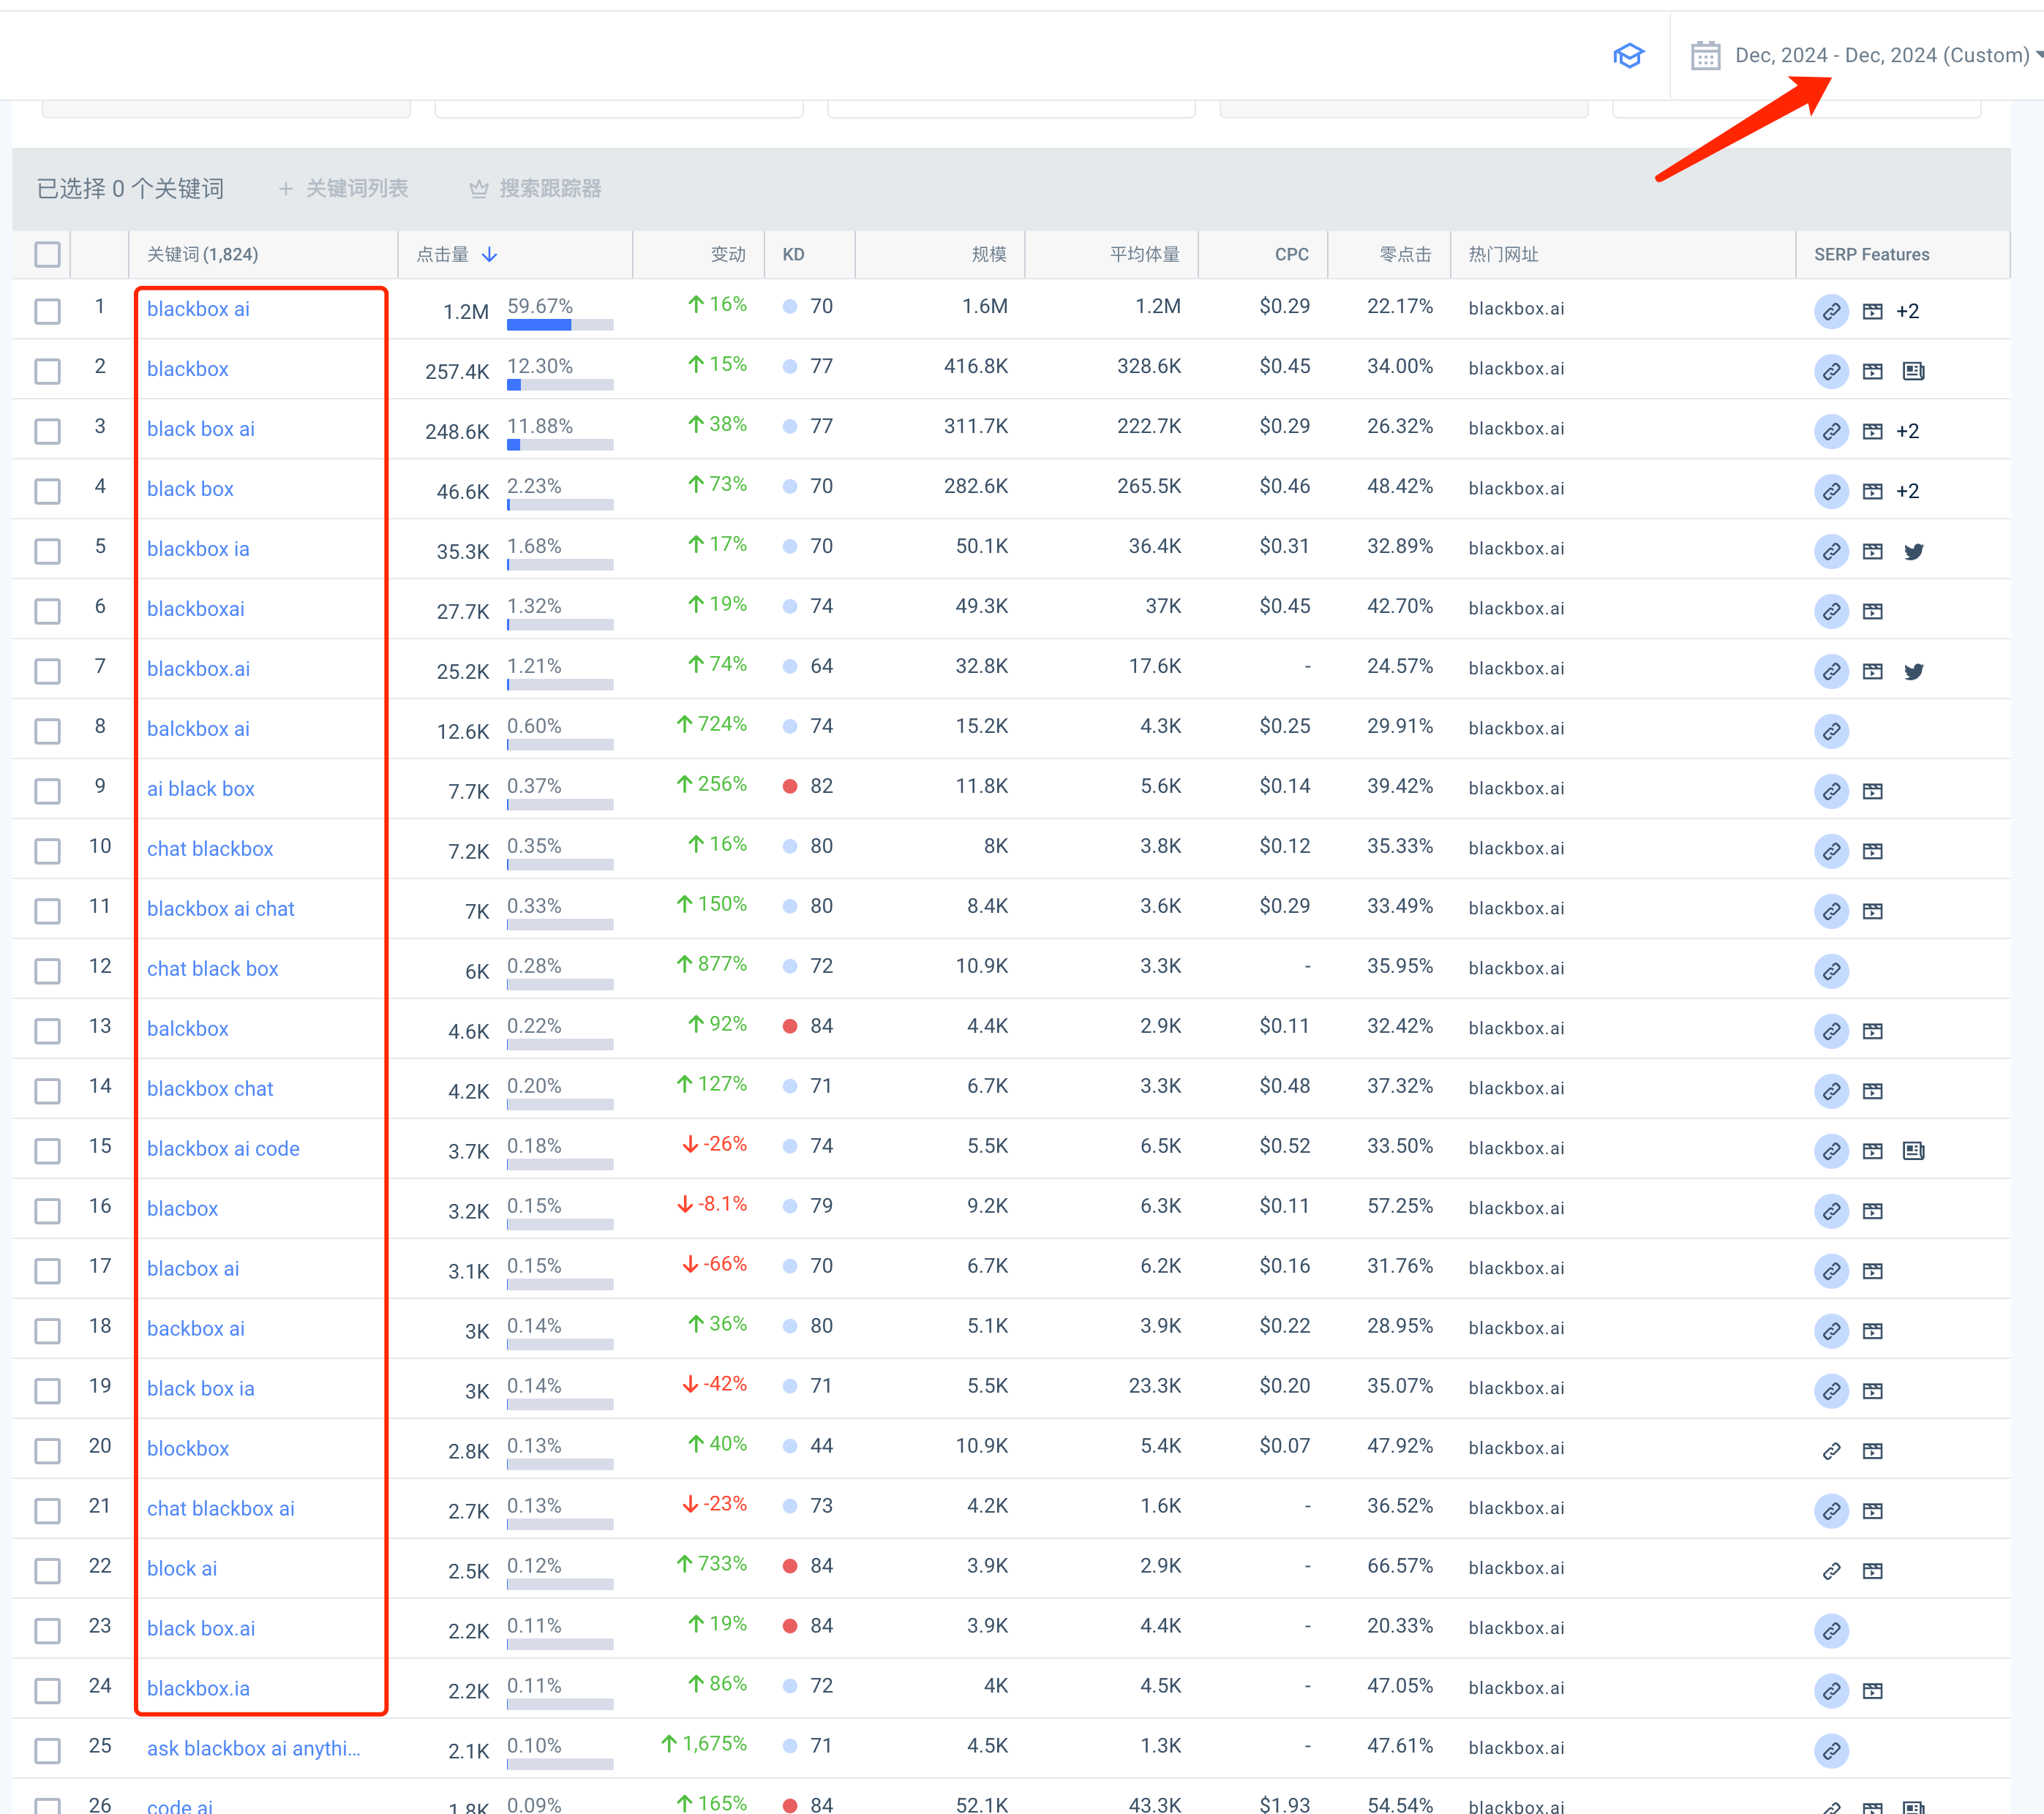 Dec, 2024 - Dec, 2024 (Custom)
已选择 0 个关键词 + 关键词列表 搜索跟踪器
关键词 (1,824) 点击量 变动 KD 规模 平均体量 CPC 零点击 热门网址 SERP Features
1 blackbox ai 1.2M 59.67% 16% 70 1.6M 1.2M $0.29 22.17% blackbox.ai +2
2 blackbox 257.4K 12.30% 15% 77 416.8K 328.6K $0.45 34.00% blackbox.ai
3 black box ai 248.6K 11.88% 38% 77 311.7K 222.7K $0.29 26.32% blackbox.ai +2
4 black box 46.6K 2.23% 73% 70 282.6K 265.5K $0.46 48.42% blackbox.ai +2
5 blackbox ia 35.3K 1.68% 17% 70 50.1K 36.4K $0.31 32.89% blackbox.ai
6 blackboxai 27.7K 1.32% 19% 74 49.3K 37K $0.45 42.70% blackbox.ai
7 blackbox.ai 25.2K 1.21% 74% 64 32.8K 17.6K - 24.57% blackbox.ai
8 balckbox ai 12.6K 0.60% 724% 74 15.2K 4.3K $0.25 29.91% blackbox.ai
9 ai black box 7.7K 0.37% 256% 82 11.8K 5.6K $0.14 39.42% blackbox.ai
10 chat blackbox 7.2K 0.35% 16% 80 8K 3.8K $0.12 35.33% blackbox.ai
11 blackbox ai chat 7K 0.33% 150% 80 8.4K 3.6K $0.29 33.49% blackbox.ai
12 chat black box 6K 0.28% 877% 72 10.9K 3.3K - 35.95% blackbox.ai
13 balckbox 4.6K 0.22% 92% 84 4.4K 2.9K $0.11 32.42% blackbox.ai
14 blackbox chat 4.2K 0.20% 127% 71 6.7K 3.3K $0.48 37.32% blackbox.ai
15 blackbox ai code 3.7K 0.18% -26% 74 5.5K 6.5K $0.52 33.50% blackbox.ai
16 blacbox 3.2K 0.15% -8.1% 79 9.2K 6.3K $0.11 57.25% blackbox.ai
17 blacbox ai 3.1K 0.15% -66% 70 6.7K 6.2K $0.16 31.76% blackbox.ai
18 backbox ai 3K 0.14% 36% 80 5.1K 3.9K $0.22 28.95% blackbox.ai
19 black box ia 3K 0.14% -42% 71 5.5K 23.3K $0.20 35.07% blackbox.ai
20 blockbox 2.8K 0.13% 40% 44 10.9K 5.4K $0.07 47.92% blackbox.ai
21 chat blackbox ai 2.7K 0.13% -23% 73 4.2K 1.6K - 36.52% blackbox.ai
22 block ai 2.5K 0.12% 733% 84 3.9K 2.9K - 66.57% blackbox.ai
23 black box.ai 2.2K 0.11% 19% 84 3.9K 4.4K - 20.33% blackbox.ai
24 blackbox.ia 2.2K 0.11% 86% 72 4K 4.5K - 47.05% blackbox.ai
25 ask blackbox ai anythi... 2.1K 0.10% 1,675% 71 4.5K 1.3K - 47.61% blackbox.ai
26 code ai 1.8K 0.09% 165% 84 52.1K 43.3K $1.93 54.54% blackbox.ai